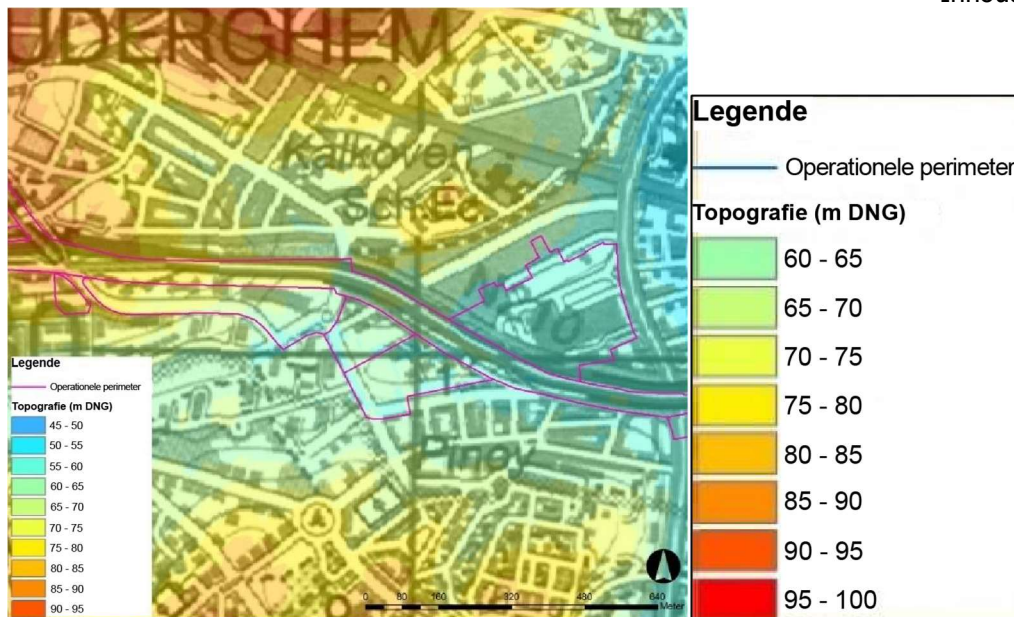 UDERGHEM
Kalkoven
Sch.Ec.
Pinoy
Legende
Operationele perimeter
Topografie (m DNG)
45 - 50
50 - 55
55 - 60
60 - 65
65 - 70
70 - 75
75 - 80
80 - 85
85 - 90
90 - 95
0 80 160 320 480 640
Meter
Legende
Operationele perimeter
Topografie (m DNG)
60 - 65
65 - 70
70 - 75
75 - 80
80 - 85
85 - 90
90 - 95
95 - 100